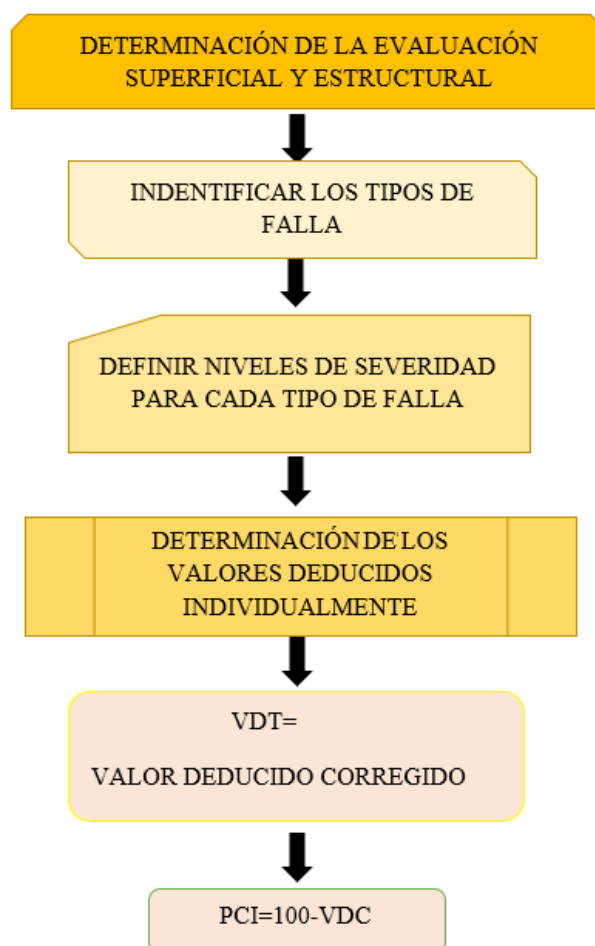 DETERMINACIÓN DE LA EVALUACIÓN
SUPERFICIAL Y ESTRUCTURAL
INDENTIFICAR LOS TIPOS DE
FALLA
DEFINIR NIVELES DE SEVERIDAD
PARA CADA TIPO DE FALLA
DETERMINACIÓN DE LOS
VALORES DEDUCIDOS
INDIVIDUALMENTE
VDT=
VALOR DEDUCIDO CORREGIDO
PCI=100-VDC